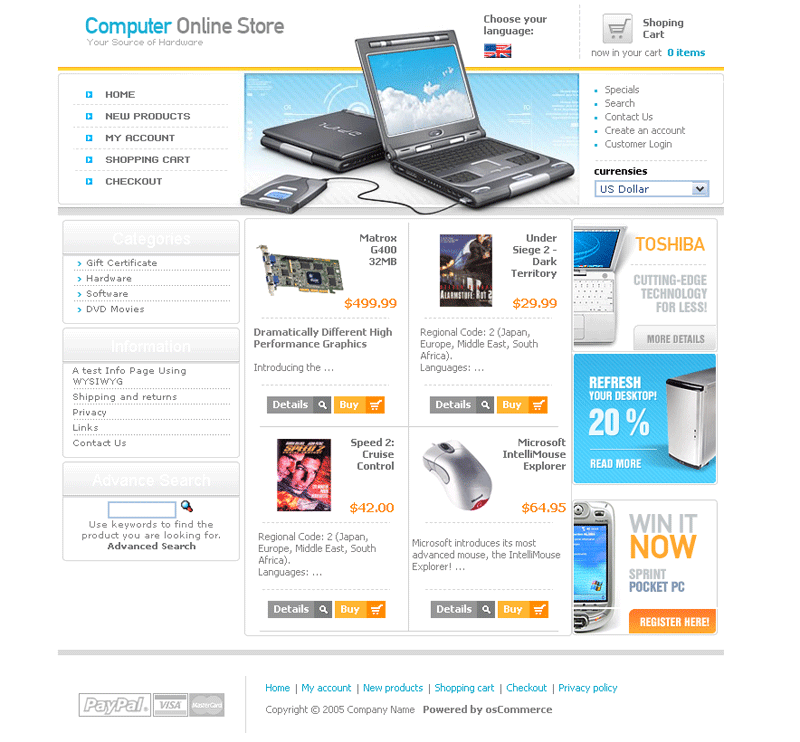 Computer Online Store
Your Source of Hardware
Choose your
language:
Shoping
Cart
now in your cart 0 items
HOME
NEW PRODUCTS
MY ACCOUNT
SHOPPING CART
CHECKOUT
Specials
Search
Contact Us
Create an account
Customer Login
currensies
US Dollar
Categories
Gift Certificate
Hardware
Software
DVD Movies
Information
A test Info Page Using
WYSIWYG
Shipping and returns
Privacy
Links
Contact Us
Advance Search
Use keywords to find the
product you are looking for.
Advanced Search
Matrox
G400
32MB
$499.99
Dramatically Different High
Performance Graphics
Introducing the ...
Details
Buy
Under
Siege 2 -
Dark
Territory
ALARMSTUFE: ROT 2
$29.99
Regional Code: 2 (Japan,
Europe, Middle East, South
Africa).
Languages: ...
Details
Buy
Speed 2:
Cruise
Control
SPEED 2
$42.00
Regional Code: 2 (Japan,
Europe, Middle East, South
Africa).
Languages: ...
Details
Buy
Microsoft
IntelliMouse
Explorer
$64.95
Microsoft introduces its most
advanced mouse, the IntelliMouse
Explorer! ...
Details
Buy
TOSHIBA
CUTTING-EDGE
TECHNOLOGY
FOR LESS!
MORE DETAILS
REFRESH
YOUR DESKTOP!
20 %
READ MORE
WIN IT
NOW
SPRINT
POCKET PC
REGISTER HERE!
PayPal
VISA
MasterCard
Home | My account | New products | Shopping cart | Checkout | Privacy policy
Copyright © 2005 Company Name Powered by osCommerce